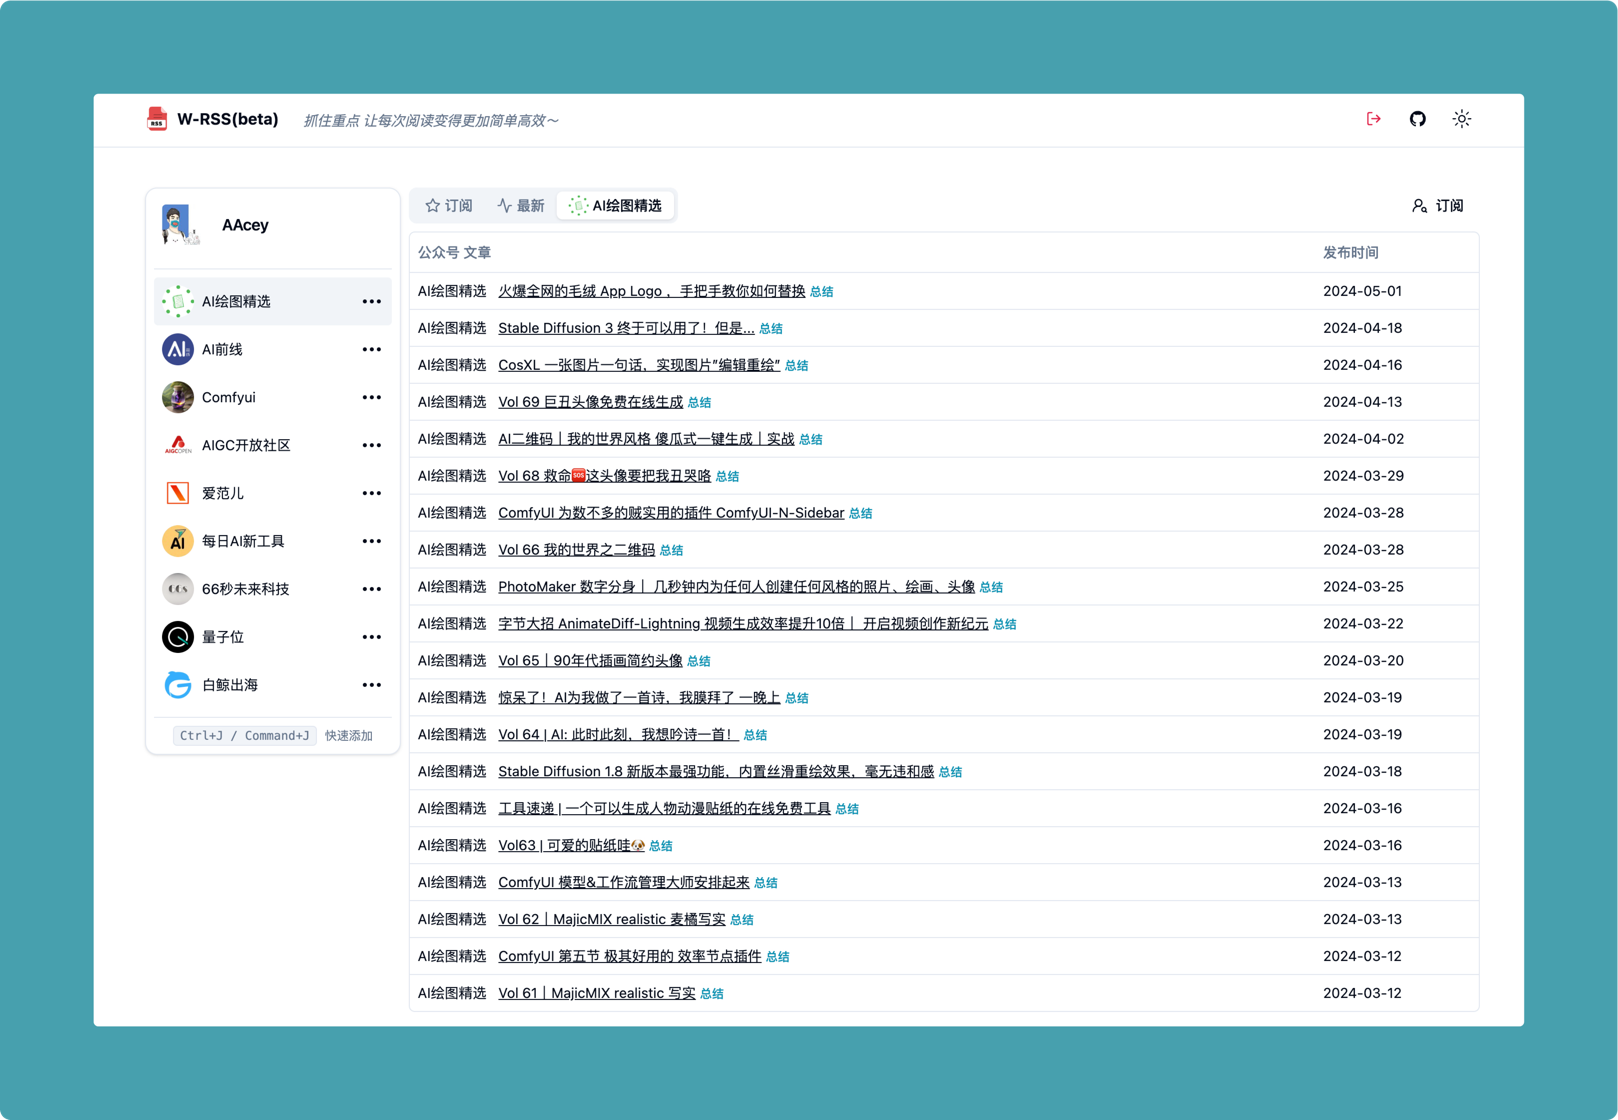 W-RSS(beta) 抓住重点 让每次阅读变得更加简单高效～
AAcey
AI绘图精选
AI前线
Comfyui
AIGC开放社区
爱范儿
每日AI新工具
66秒未来科技
量子位
白鲸出海
Ctrl+J / Command+J 快速添加
订阅 最新 AI绘图精选 订阅
公众号 文章 发布时间
AI绘图精选 火爆全网的毛绒 App Logo ，手把手教你如何替换 总结 2024-05-01
AI绘图精选 Stable Diffusion 3 终于可以用了！但是... 总结 2024-04-18
AI绘图精选 CosXL 一张图片一句话，实现图片”编辑重绘” 总结 2024-04-16
AI绘图精选 Vol 69 巨丑头像免费在线生成 总结 2024-04-13
AI绘图精选 AI二维码｜我的世界风格 傻瓜式一键生成｜实战 总结 2024-04-02
AI绘图精选 Vol 68 救命🆘这头像要把我丑哭咯 总结 2024-03-29
AI绘图精选 ComfyUI 为数不多的贼实用的插件 ComfyUI-N-Sidebar 总结 2024-03-28
AI绘图精选 Vol 66 我的世界之二维码 总结 2024-03-28
AI绘图精选 PhotoMaker 数字分身｜ 几秒钟内为任何人创建任何风格的照片、绘画、头像 总结 2024-03-25
AI绘图精选 字节大招 AnimateDiff-Lightning 视频生成效率提升10倍｜ 开启视频创作新纪元 总结 2024-03-22
AI绘图精选 Vol 65｜90年代插画简约头像 总结 2024-03-20
AI绘图精选 惊呆了！AI为我做了一首诗，我膜拜了 一晚上 总结 2024-03-19
AI绘图精选 Vol 64 | AI: 此时此刻，我想吟诗一首！ 总结 2024-03-19
AI绘图精选 Stable Diffusion 1.8 新版本最强功能，内置丝滑重绘效果，毫无违和感 总结 2024-03-18
AI绘图精选 工具速递 | 一个可以生成人物动漫贴纸的在线免费工具 总结 2024-03-16
AI绘图精选 Vol63 | 可爱的贴纸哇🐶 总结 2024-03-16
AI绘图精选 ComfyUI 模型&工作流管理大师安排起来 总结 2024-03-13
AI绘图精选 Vol 62｜MajicMIX realistic 麦橘写实 总结 2024-03-13
AI绘图精选 ComfyUI 第五节 极其好用的 效率节点插件 总结 2024-03-12
AI绘图精选 Vol 61｜MajicMIX realistic 写实 总结 2024-03-12